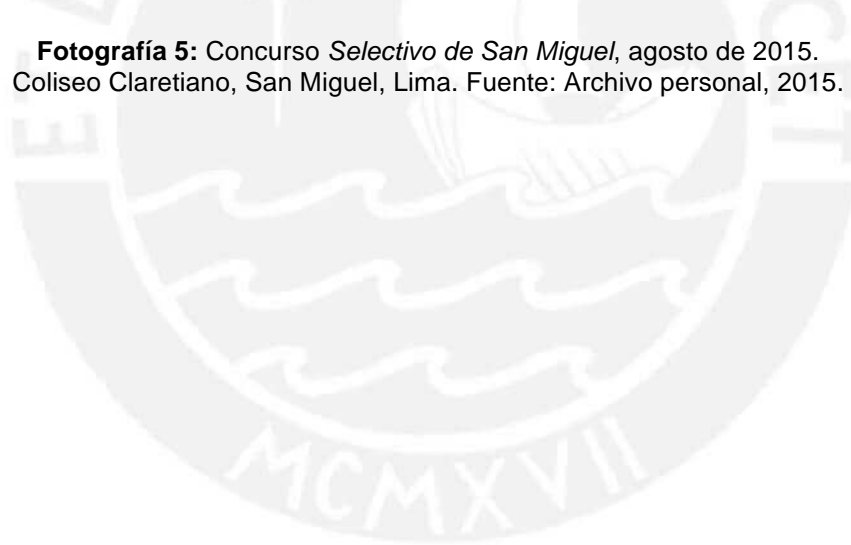 Fotografía 5: Concurso Selectivo de San Miguel, agosto de 2015.
Coliseo Claretiano, San Miguel, Lima. Fuente: Archivo personal, 2015.
MCMXVII